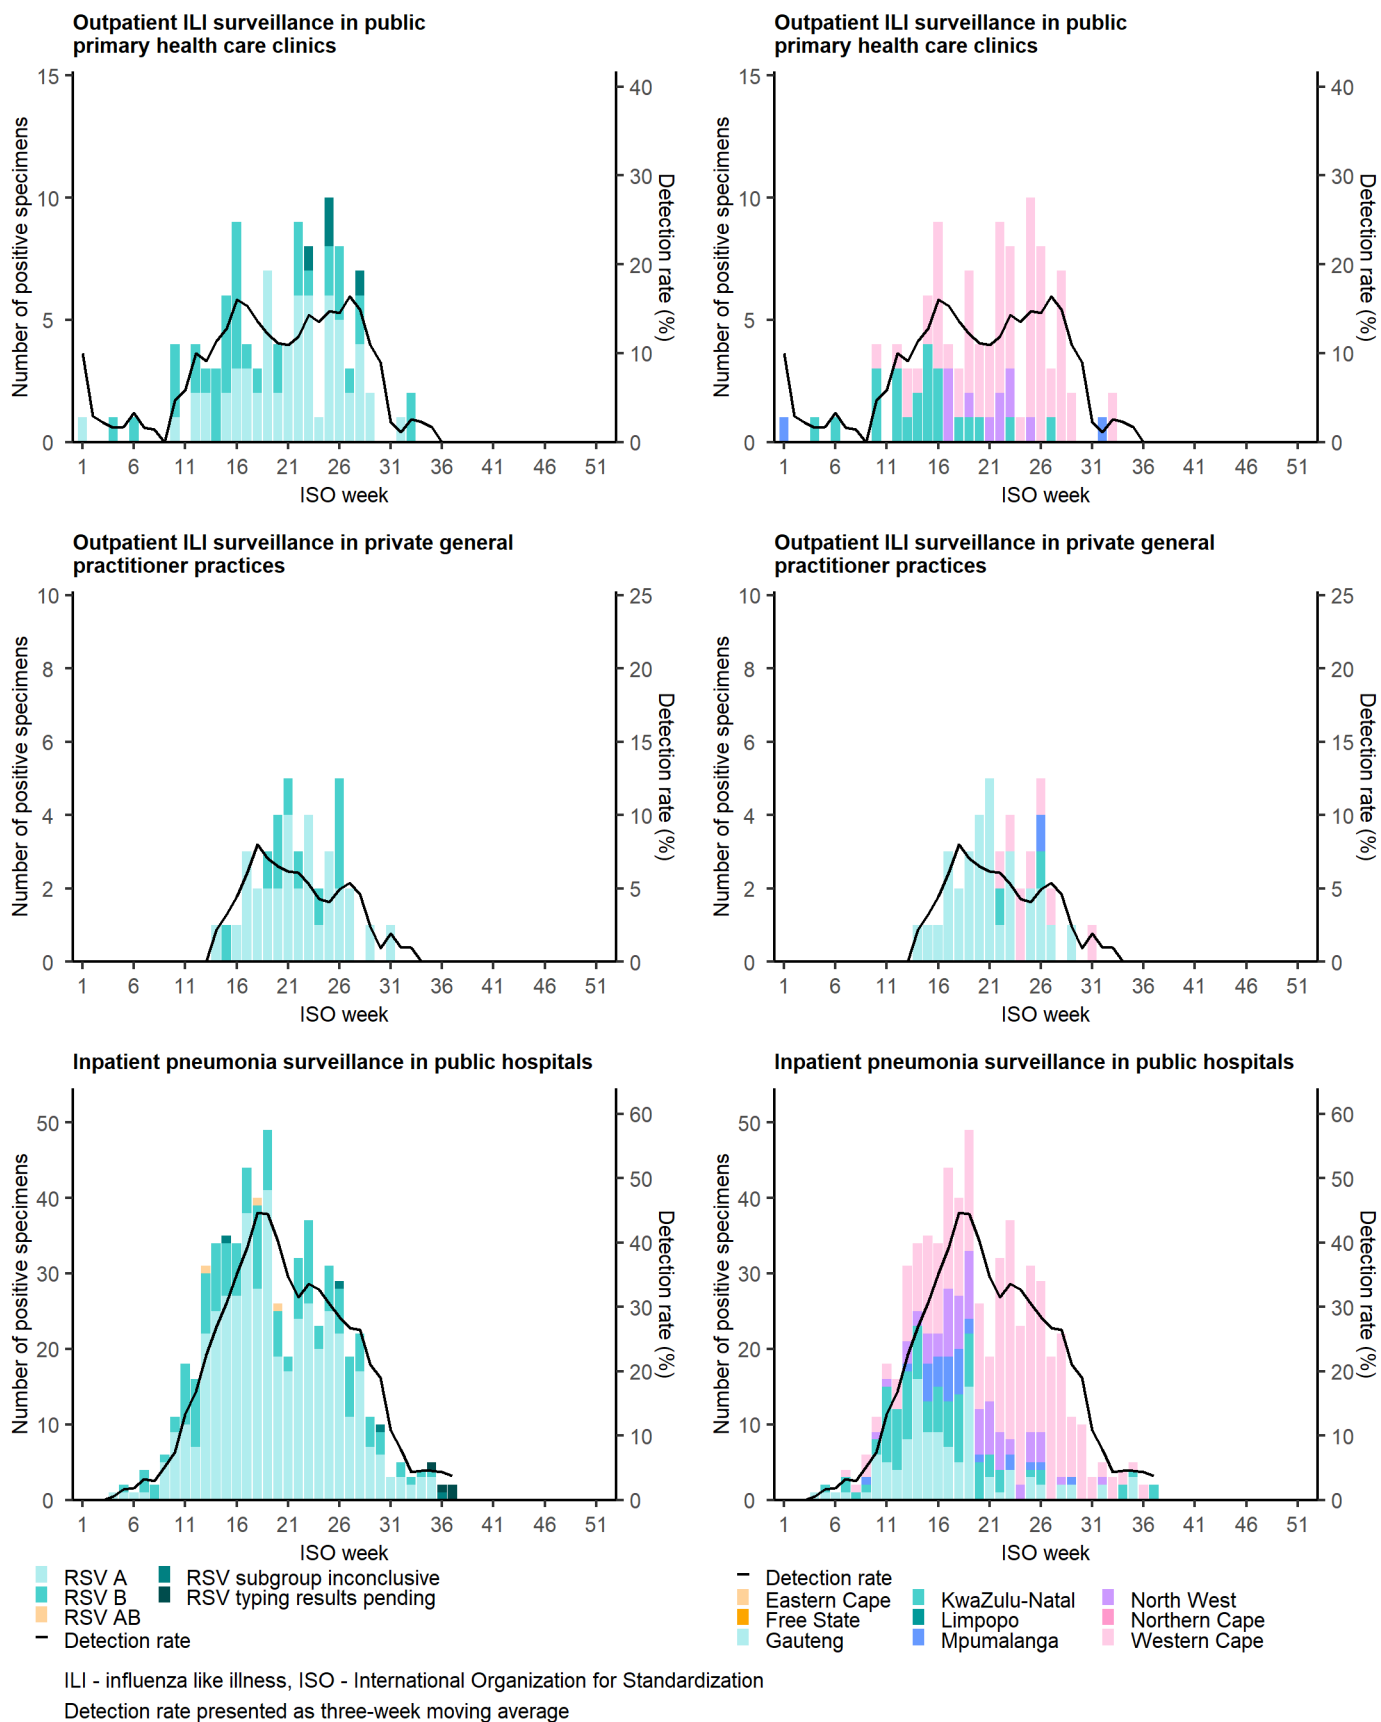 Outpatient ILI surveillance in public
primary health care clinics
Number of positive specimens
15
10
5
0
40
30
20
10
0
Detection rate (%)
1 6 11 16 21 26 31 36 41 46 51
ISO week
Outpatient ILI surveillance in public
primary health care clinics
Number of positive specimens
15
10
5
0
40
30
20
10
0
Detection rate (%)
1 6 11 16 21 26 31 36 41 46 51
ISO week
Outpatient ILI surveillance in private general
practitioner practices
Number of positive specimens
10
8
6
4
2
0
25
20
15
10
5
0
Detection rate (%)
1 6 11 16 21 26 31 36 41 46 51
ISO week
Outpatient ILI surveillance in private general
practitioner practices
Number of positive specimens
10
8
6
4
2
0
25
20
15
10
5
0
Detection rate (%)
1 6 11 16 21 26 31 36 41 46 51
ISO week
Inpatient pneumonia surveillance in public hospitals
Number of positive specimens
50
40
30
20
10
0
60
50
40
30
20
10
0
Detection rate (%)
1 6 11 16 21 26 31 36 41 46 51
ISO week
RSV A
RSV B
RSV AB
Detection rate
RSV subgroup inconclusive
RSV typing results pending
Inpatient pneumonia surveillance in public hospitals
Number of positive specimens
50
40
30
20
10
0
60
50
40
30
20
10
0
Detection rate (%)
1 6 11 16 21 26 31 36 41 46 51
ISO week
Detection rate
Eastern Cape
Free State
Gauteng
KwaZulu-Natal
Limpopo
Mpumalanga
North West
Northern Cape
Western Cape
ILI - influenza like illness, ISO - International Organization for Standardization
Detection rate presented as three-week moving average